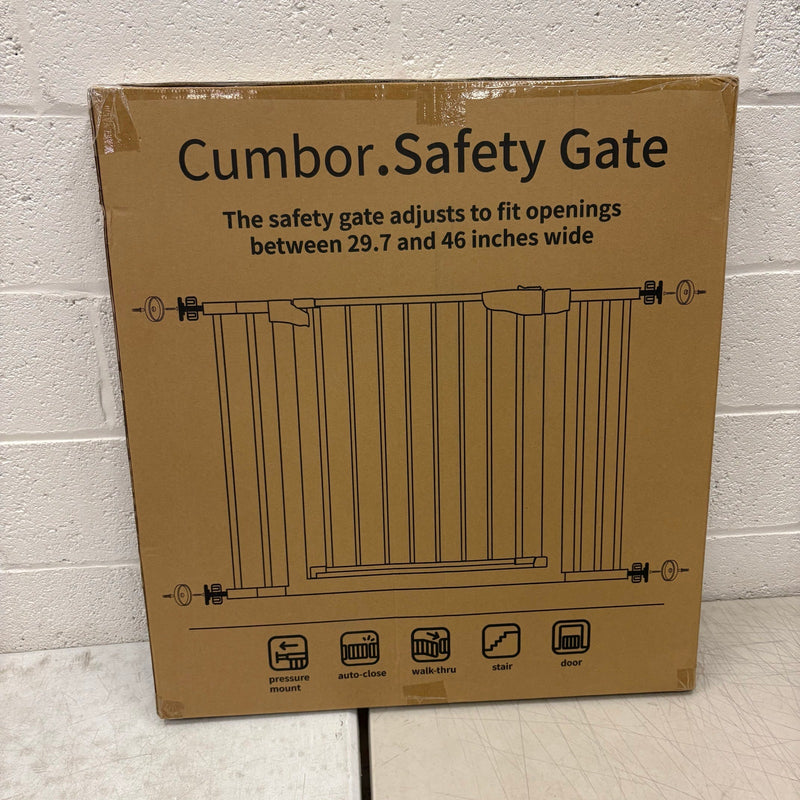 Cumbor.Safety Gate
The safety gate adjusts to fit openings
between 29.7 and 46 inches wide
pressure
mount
auto-close
walk-thru
stair
door